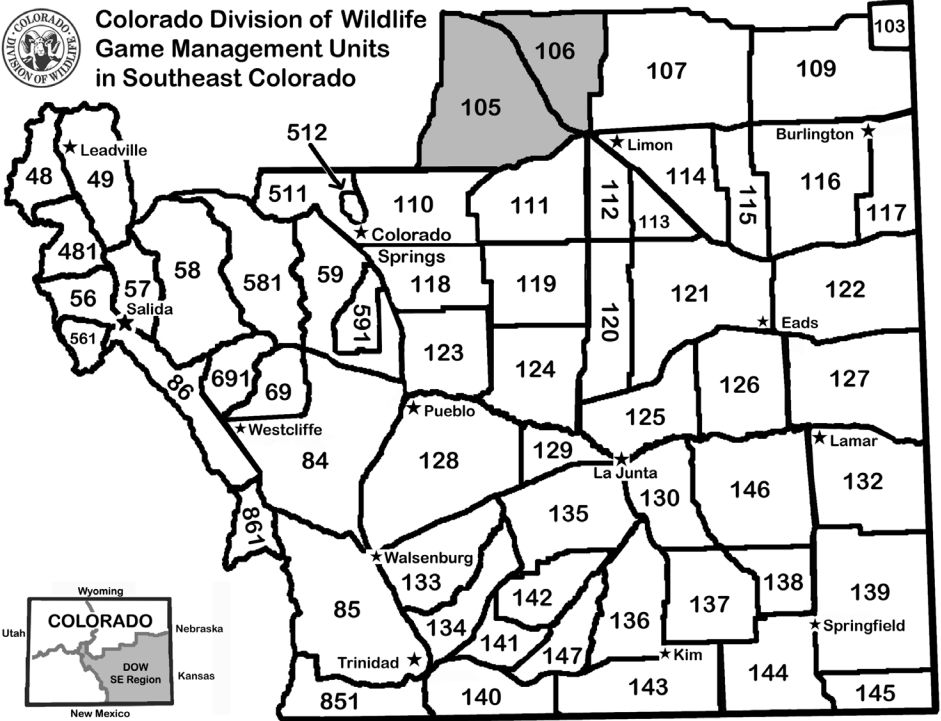 Colorado Division of Wildlife
Game Management Units
in Southeast Colorado
COLORADO
DIVISION OF WILDLIFE
103
106
107
109
105
512
Burlington
Limon
Leadville
48
49
511
110
111
112
114
116
115
113
117
Colorado
Springs
481
58
57
581
59
118
119
121
122
56
Salida
591
120
Eads
561
123
124
126
127
86
691
69
Pueblo
125
Westcliffe
129
Lamar
84
128
La Junta
146
132
130
861
135
Walsenburg
133
138
139
142
137
85
134
136
Springfield
141
147
Kim
Trinidad
144
143
851
140
145
Wyoming
COLORADO
Utah
Nebraska
DOW
SE Region
Kansas
New Mexico